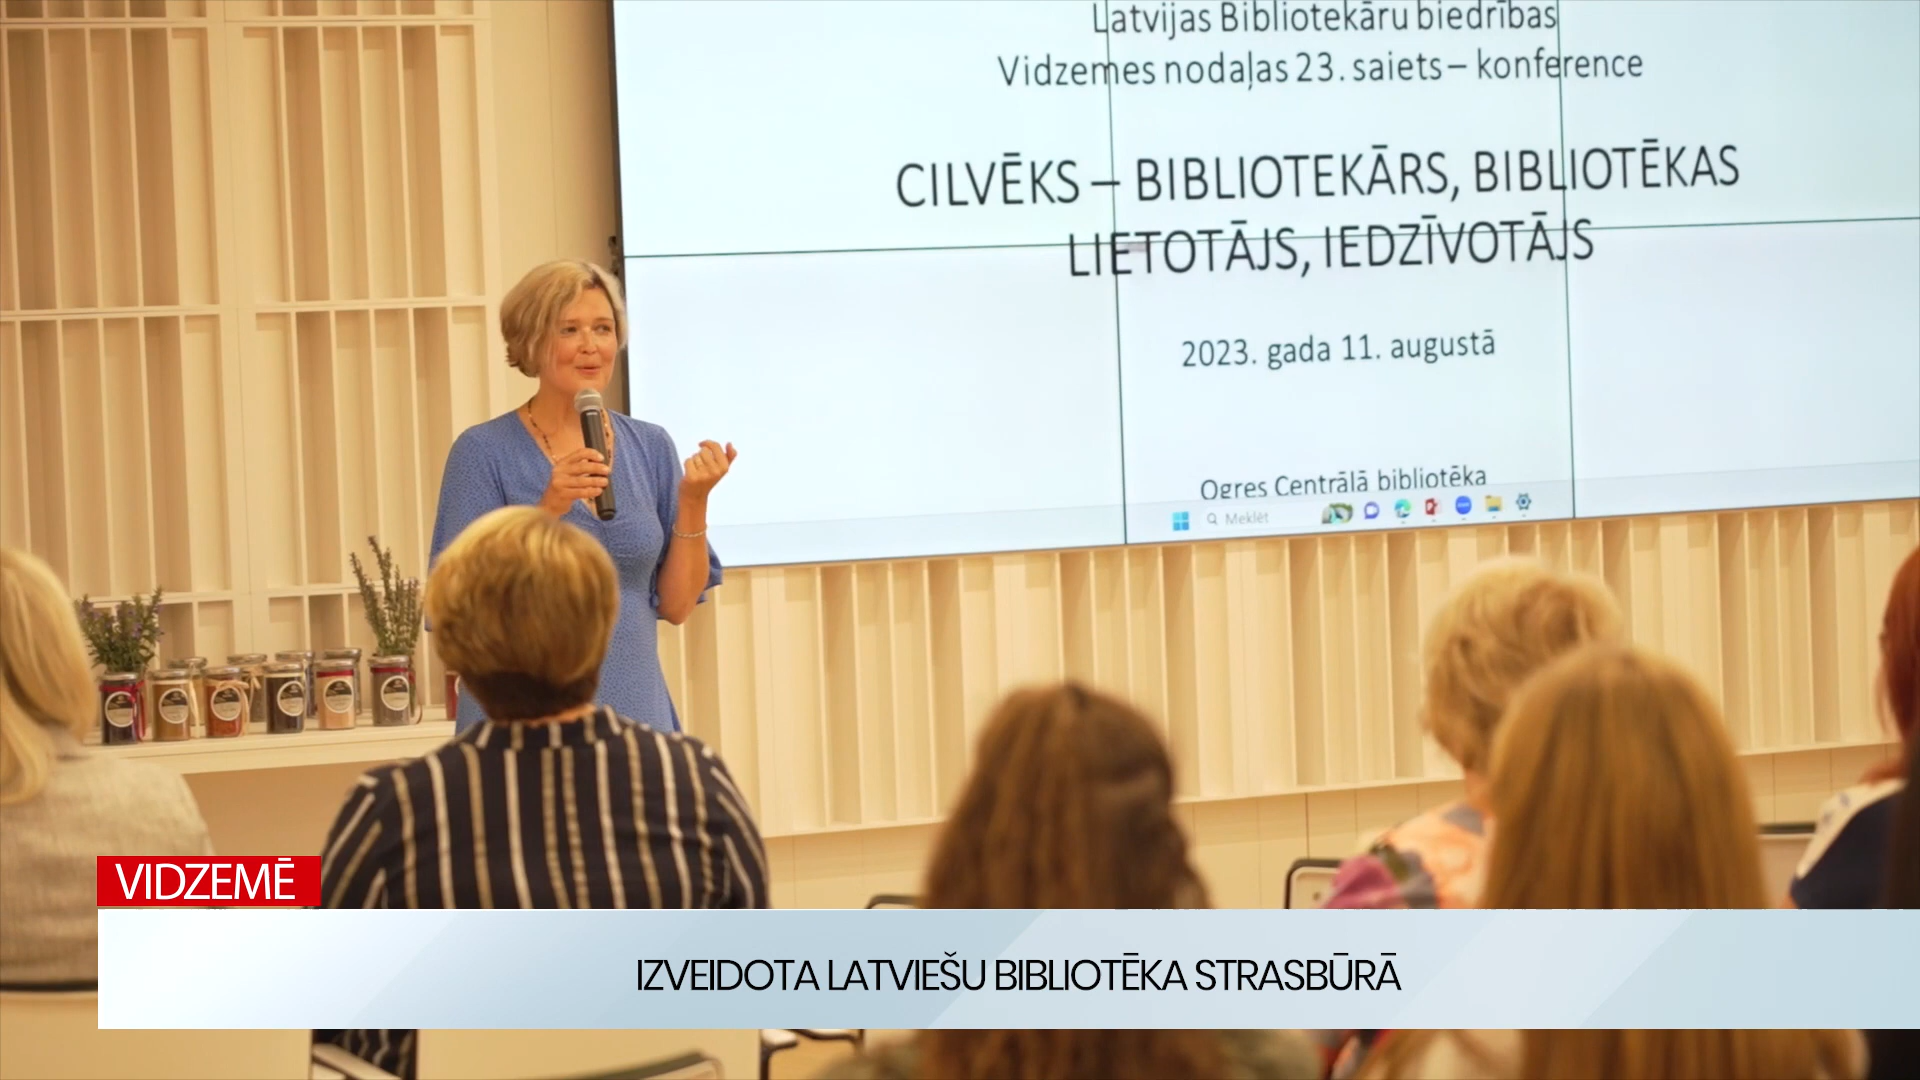 Latvijas Bibliotekāru biedrības
Vidzemes nodaļas 23. saiets – konference
CILVĒKS – BIBLIOTEKĀRS, BIBLIOTĒKAS
LIETOTĀJS, IEDZĪVOTĀJS
2023. gada 11. augustā
Ogres Centrālā bibliotēka
Meklēt
VIDZEMĒ
IZVEIDOTA LATVIEŠU BIBLIOTĒKA STRASBŪRĀ